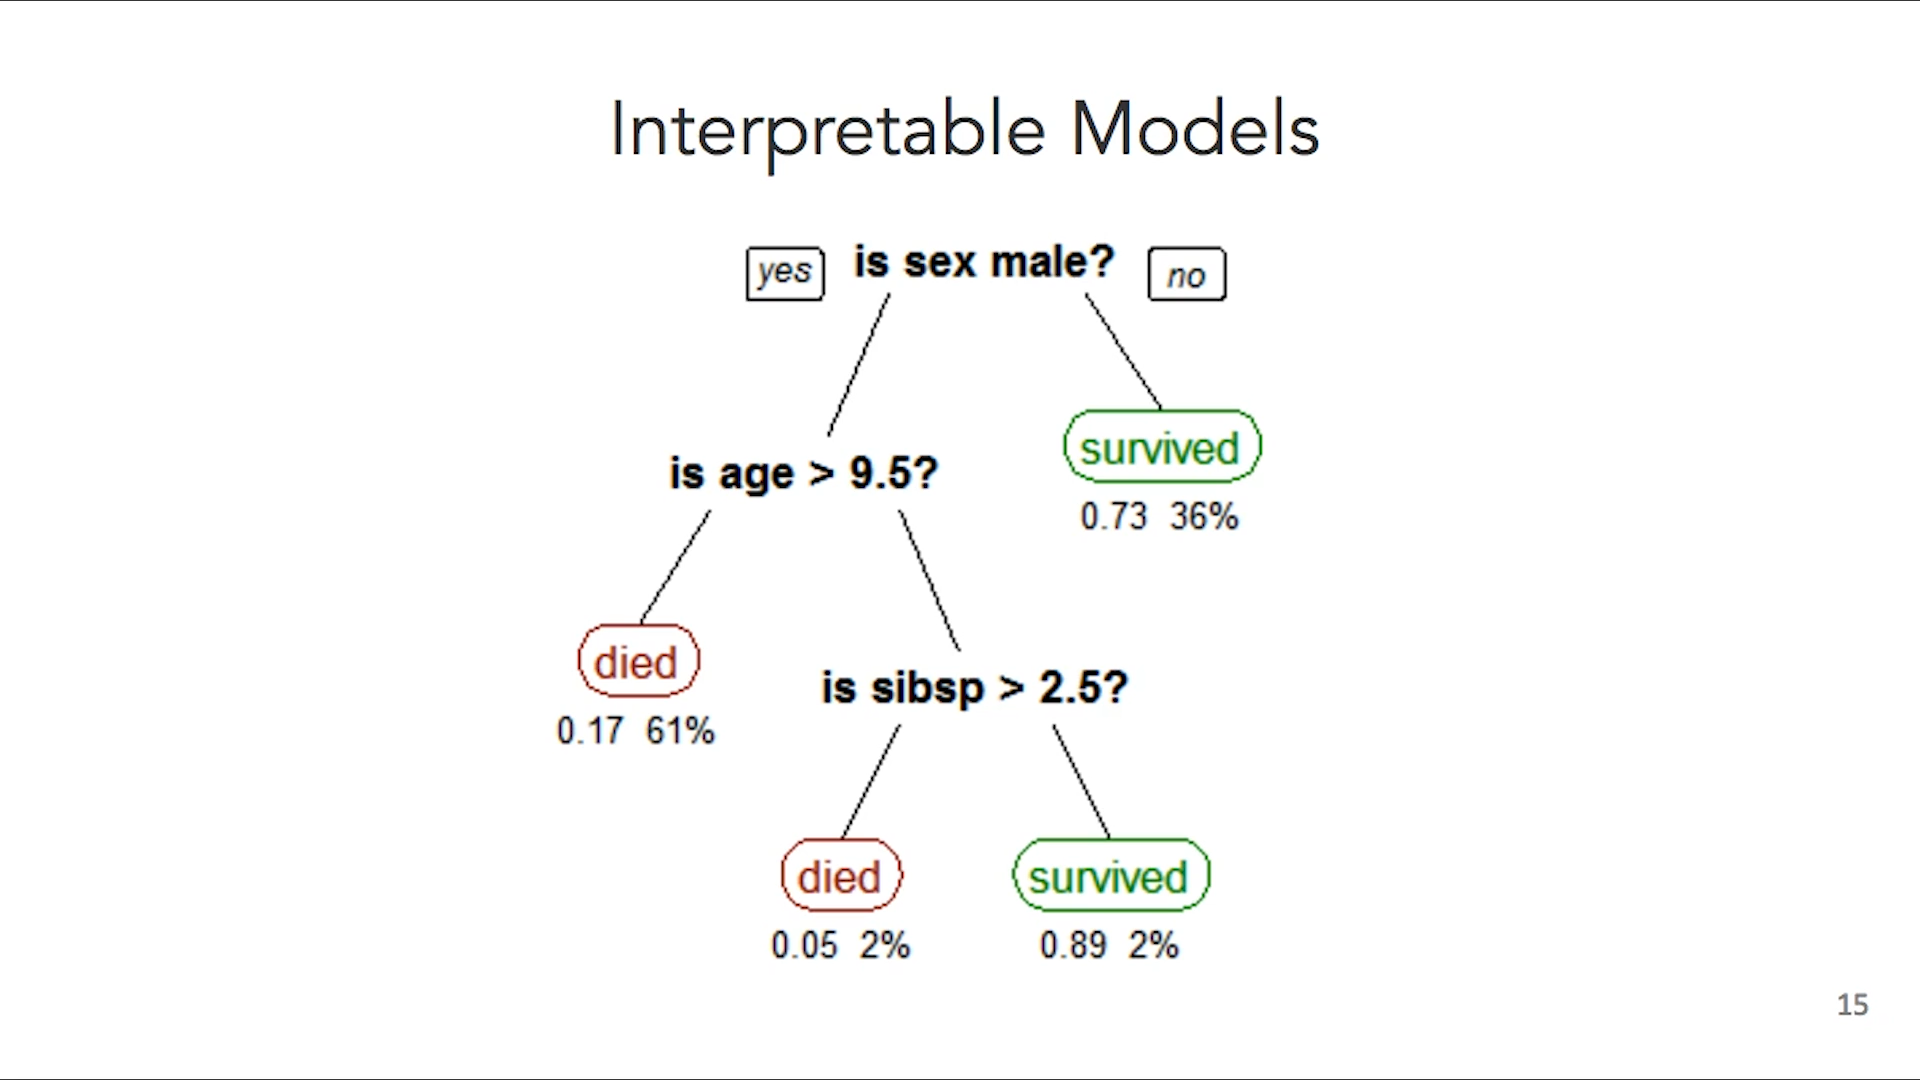 Interpretable Models
yes is sex male? no
survived
0.73 36%
is age > 9.5?
died
0.17 61%
is sibsp > 2.5?
died survived
0.05 2% 0.89 2%
15